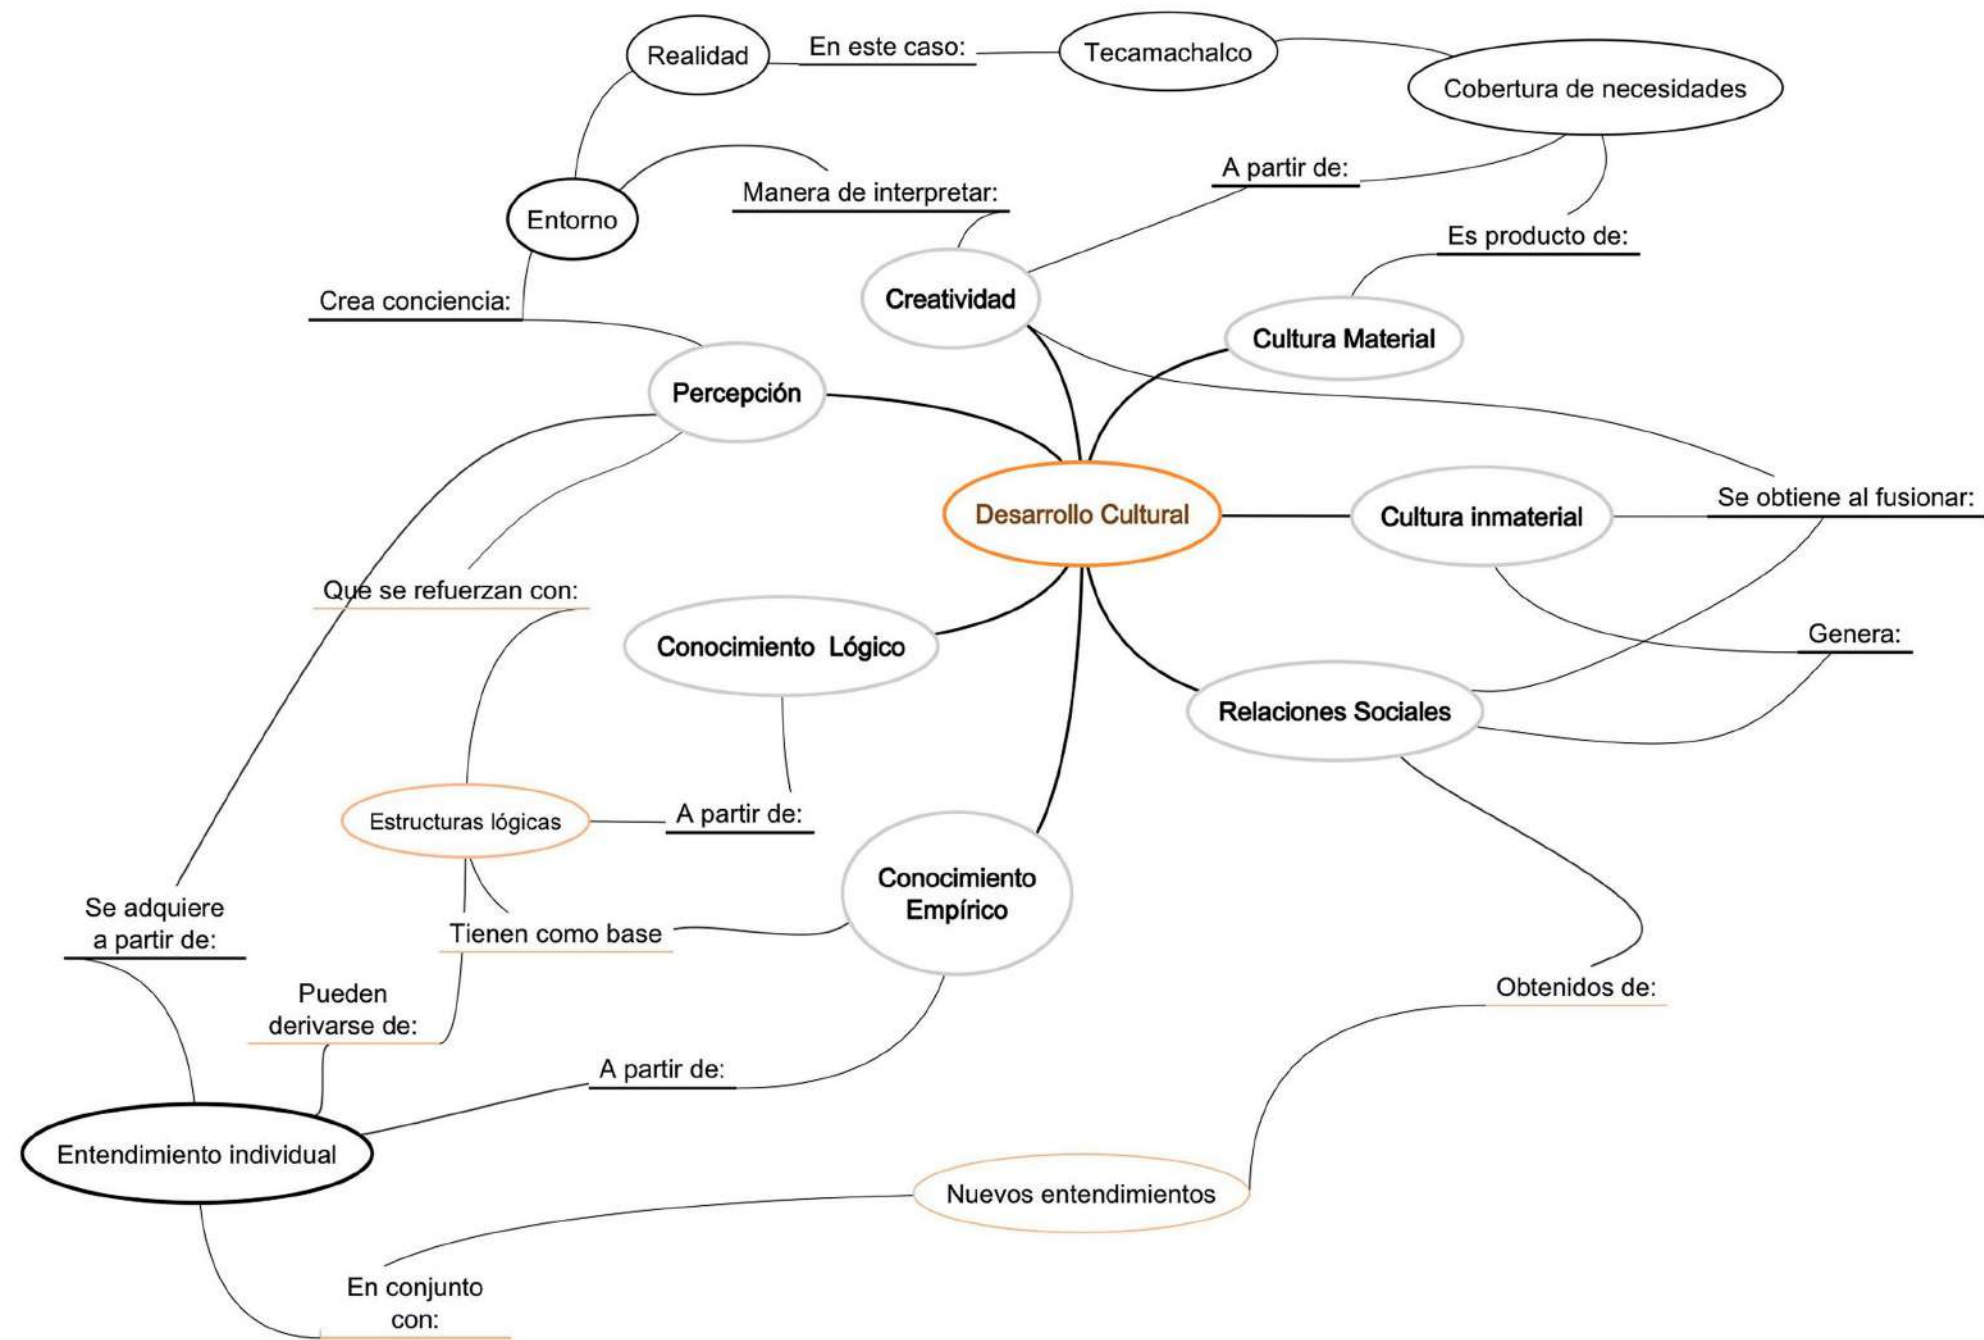 Realidad
En este caso:
Tecamachalco
Cobertura de necesidades
A partir de:
Manera de interpretar:
Entorno
Es producto de:
Crea conciencia:
Creatividad
Cultura Material
Percepción
Se obtiene al fusionar:
Desarrollo Cultural
Cultura inmaterial
Que se refuerzan con:
Genera:
Conocimiento Lógico
Relaciones Sociales
Estructuras lógicas
A partir de:
Conocimiento
Empírico
Se adquiere
a partir de:
Tienen como base
Pueden
derivarse de:
Obtenidos de:
A partir de:
Entendimiento individual
Nuevos entendimientos
En conjunto
con: